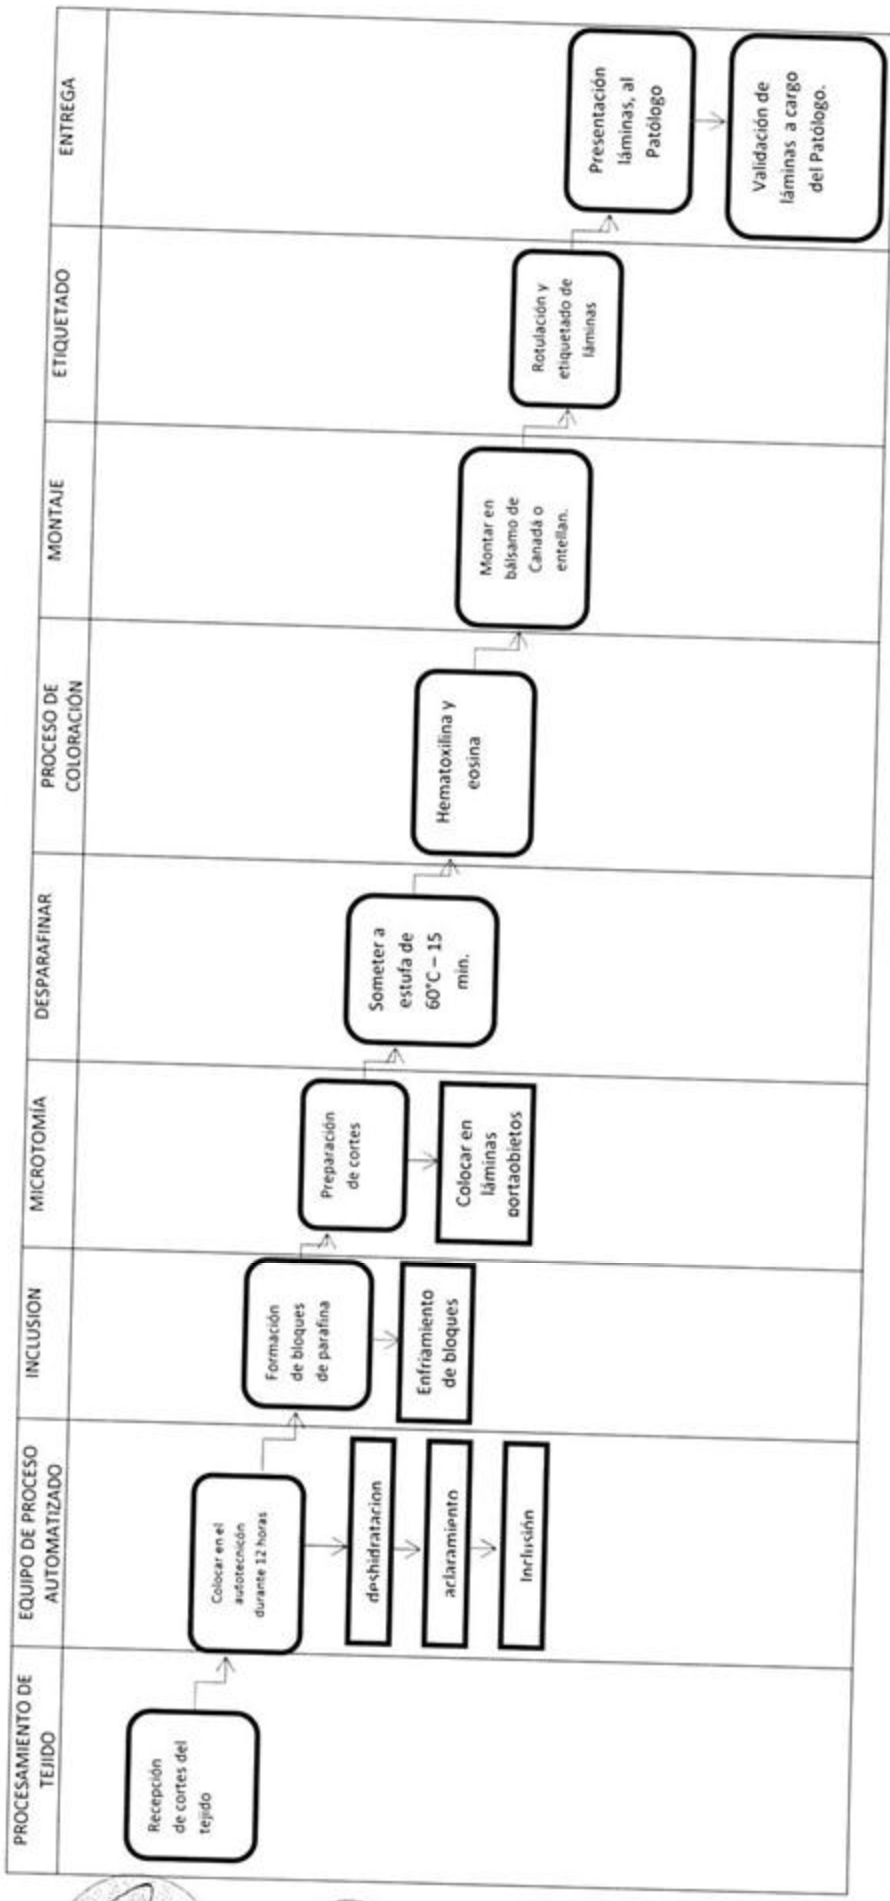 PROCESAMIENTO DE
TEJIDO
EQUIPO DE PROCESO
AUTOMATIZADO
INCLUSION
MICROTOMÍA
DESPARAFINAR
PROCESO DE
COLORACIÓN
MONTAJE
ETIQUETADO
ENTREGA
Recepción
de cortes del
tejido
Colocar en el
autotecnicón
durante 12 horas
deshidratacion
aclaramiento
Inclusión
Formación
de bloques
de parafina
Enfriamiento
de bloques
Preparación
de cortes
Colocar en
láminas
portaobjetos
Someter a
estufa de
60°C – 15
min.
Hematoxilina y
eosina
Montar en
bálsamo de
Canadá o
entellan.
Rotulación y
etiquetado de
láminas
Presentación
láminas, al
Patólogo
Validación de
láminas a cargo
del Patólogo.